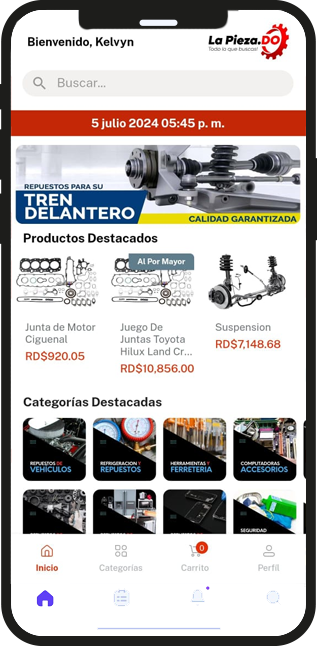 Bienvenido, Kelvyn
La Pieza.DO
Todo lo que buscas!
Buscar...
5 julio 2024 05:45 p. m.
REPUESTOS PARA SU
TREN
DELANTERO
CALIDAD GARANTIZADA
Productos Destacados
Al Por Mayor
Junta de Motor
Ciguenal
RD$920.05
Juego De
Juntas Toyota
Hilux Land Cr...
RD$10,856.00
Suspension
RD$7,148.68
Categorías Destacadas
REPUESTOS DE
VEHICULOS
REFRIGERACION Y
REPUESTOS
HERRAMIENTAS Y
FERRETERIA
COMPUTADORAS
ACCESORIOS
SEGURIDAD
Inicio
Categorías
0
Carrito
Perfil